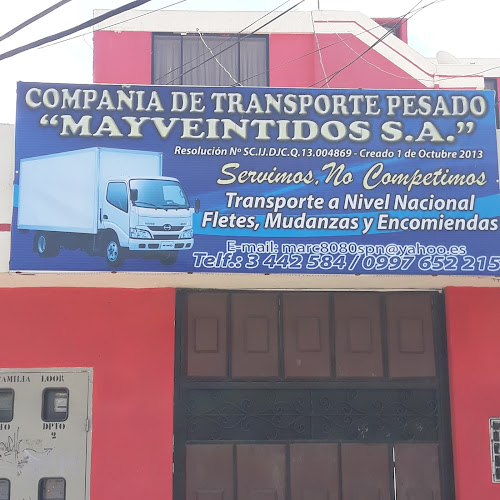 COMPAÑIA DE TRANSPORTE PESADO
"MAYVEINTIDOS S.A."
Resolución Nº SC.IJ.DJC.Q.13.004869 - Creado 1 de Octubre 2013
Servimos, No Competimos
Transporte a Nivel Nacional
Fletes, Mudanzas y Encomiendas
E-mail: marc8080spn@yahoo.es
Telf.: 3 442 584 / 0997 652 215
FAMILIA LOOR
DPTO
2